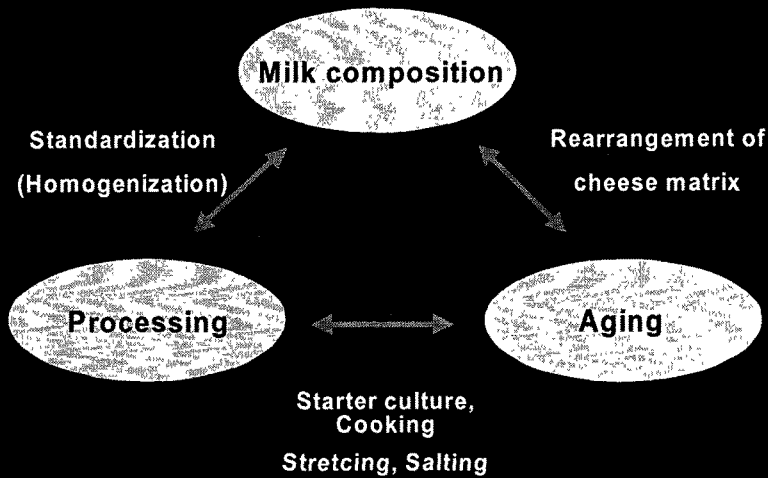 Milk composition
Standardization
(Homogenization)
Rearrangement of
cheese matrix
Processing
Aging
Starter culture,
Cooking
Stretcing, Salting